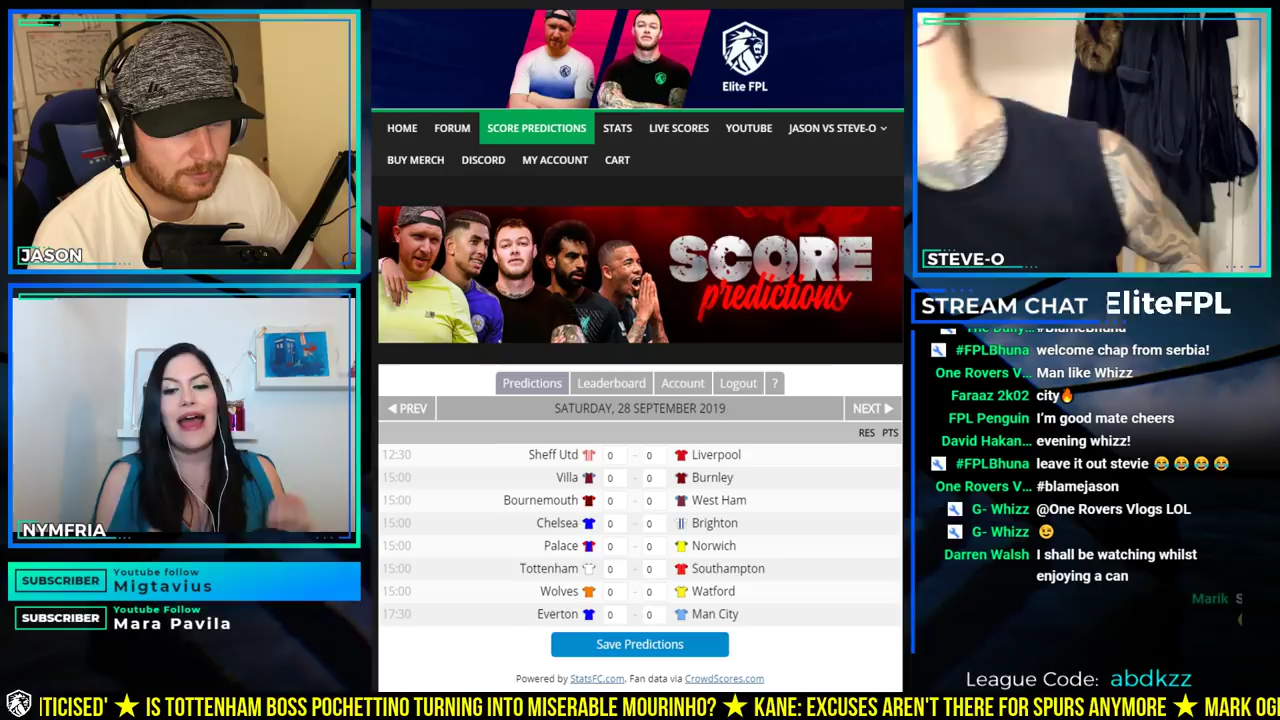 JASON
NYMFRIA
SUBSCRIBER
Youtube follow
Migtavius
SUBSCRIBER
Youtube Follow
Mara Pavila
Elite FPL
HOME FORUM SCORE PREDICTIONS STATS LIVE SCORES YOUTUBE JASON VS STEVE-O
BUY MERCH DISCORD MY ACCOUNT CART
SCORE
predictions
Predictions Leaderboard Account Logout ?
PREV SATURDAY, 28 SEPTEMBER 2019 NEXT
RES PTS
12:30 Sheff Utd 0 - 0 Liverpool
15:00 Villa 0 - 0 Burnley
15:00 Bournemouth 0 - 0 West Ham
15:00 Chelsea 0 - 0 Brighton
15:00 Palace 0 - 0 Norwich
15:00 Tottenham 0 - 0 Southampton
15:00 Wolves 0 - 0 Watford
17:30 Everton 0 - 0 Man City
Save Predictions
Powered by StatsFC.com. Fan data via CrowdScores.com
STEVE-O
STREAM CHAT EliteFPL
#FPLBhuna welcome chap from serbia!
One Rovers V... Man like Whizz
Faraaz 2k02 city🔥
FPL Penguin I'm good mate cheers
David Hakan... evening whizz!
#FPLBhuna leave it out stevie 😂 😂 😂 😂
One Rovers V... #blamejason
G- Whizz @One Rovers Vlogs LOL
G- Whizz 😉
Darren Walsh I shall be watching whilst
enjoying a can
Marik
League Code: abdkzz
ITICISED' ★ IS TOTTENHAM BOSS POCHETTINO TURNING INTO MISERABLE MOURINHO? ★ KANE: EXCUSES AREN'T THERE FOR SPURS ANYMORE ★ MARK OG